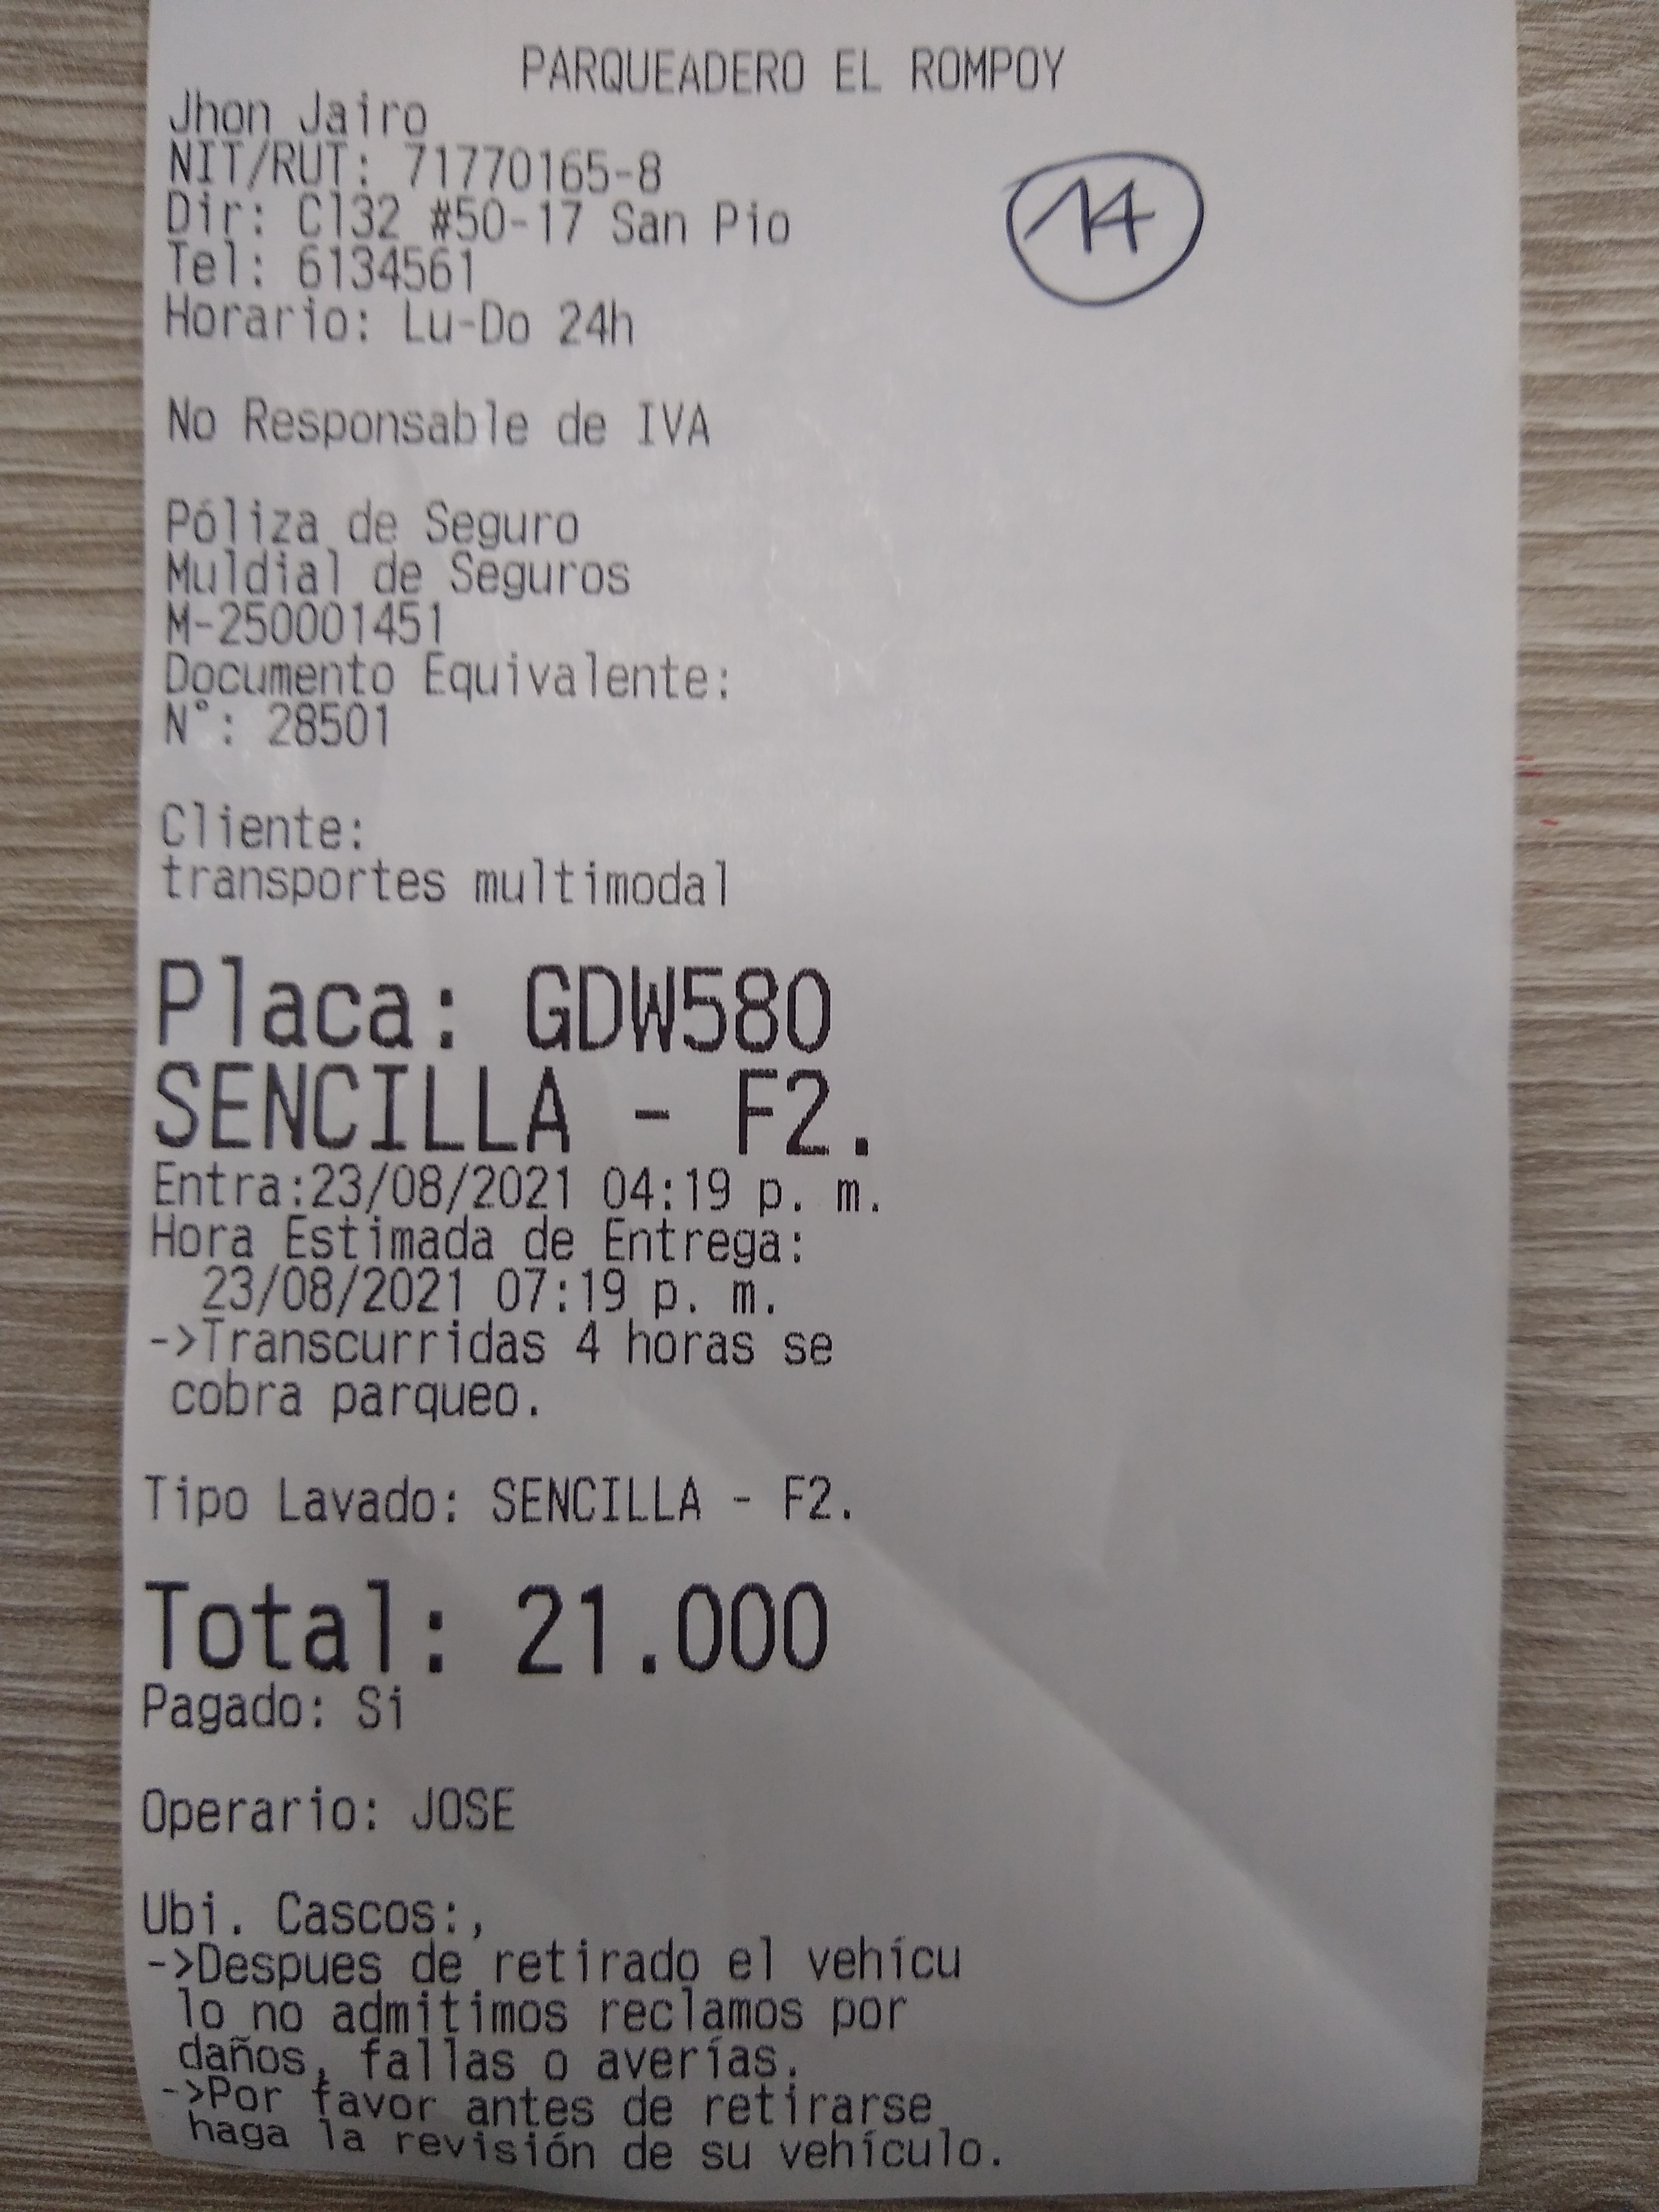 PARQUEADERO EL ROMPOY
Jhon Jairo
NIT/RUT: 71770165-8
14
Dir: Cl32 #50-17 San Pio
Tel: 6134561
Horario: Lu-Do 24h
No Responsable de IVA
Póliza de Seguro
Muldial de Seguros
M-250001451
Documento Equivalente:
N°: 28501
Cliente:
transportes multimodal
Placa: GDW580
SENCILLA - F2.
Entra:23/08/2021 04:19 p. m.
Hora Estimada de Entrega:
23/08/2021 07:19 p. m.
->Transcurridas 4 horas se
cobra parqueo.
Tipo Lavado: SENCILLA - F2.
Total: 21.000
Pagado: Si
Operario: JOSE
Ubi. Cascos:,
->Despues de retirado el vehícu
lo no admitimos reclamos por
daños, fallas o averías.
->Por favor antes de retirarse
haga la revisión de su vehículo.